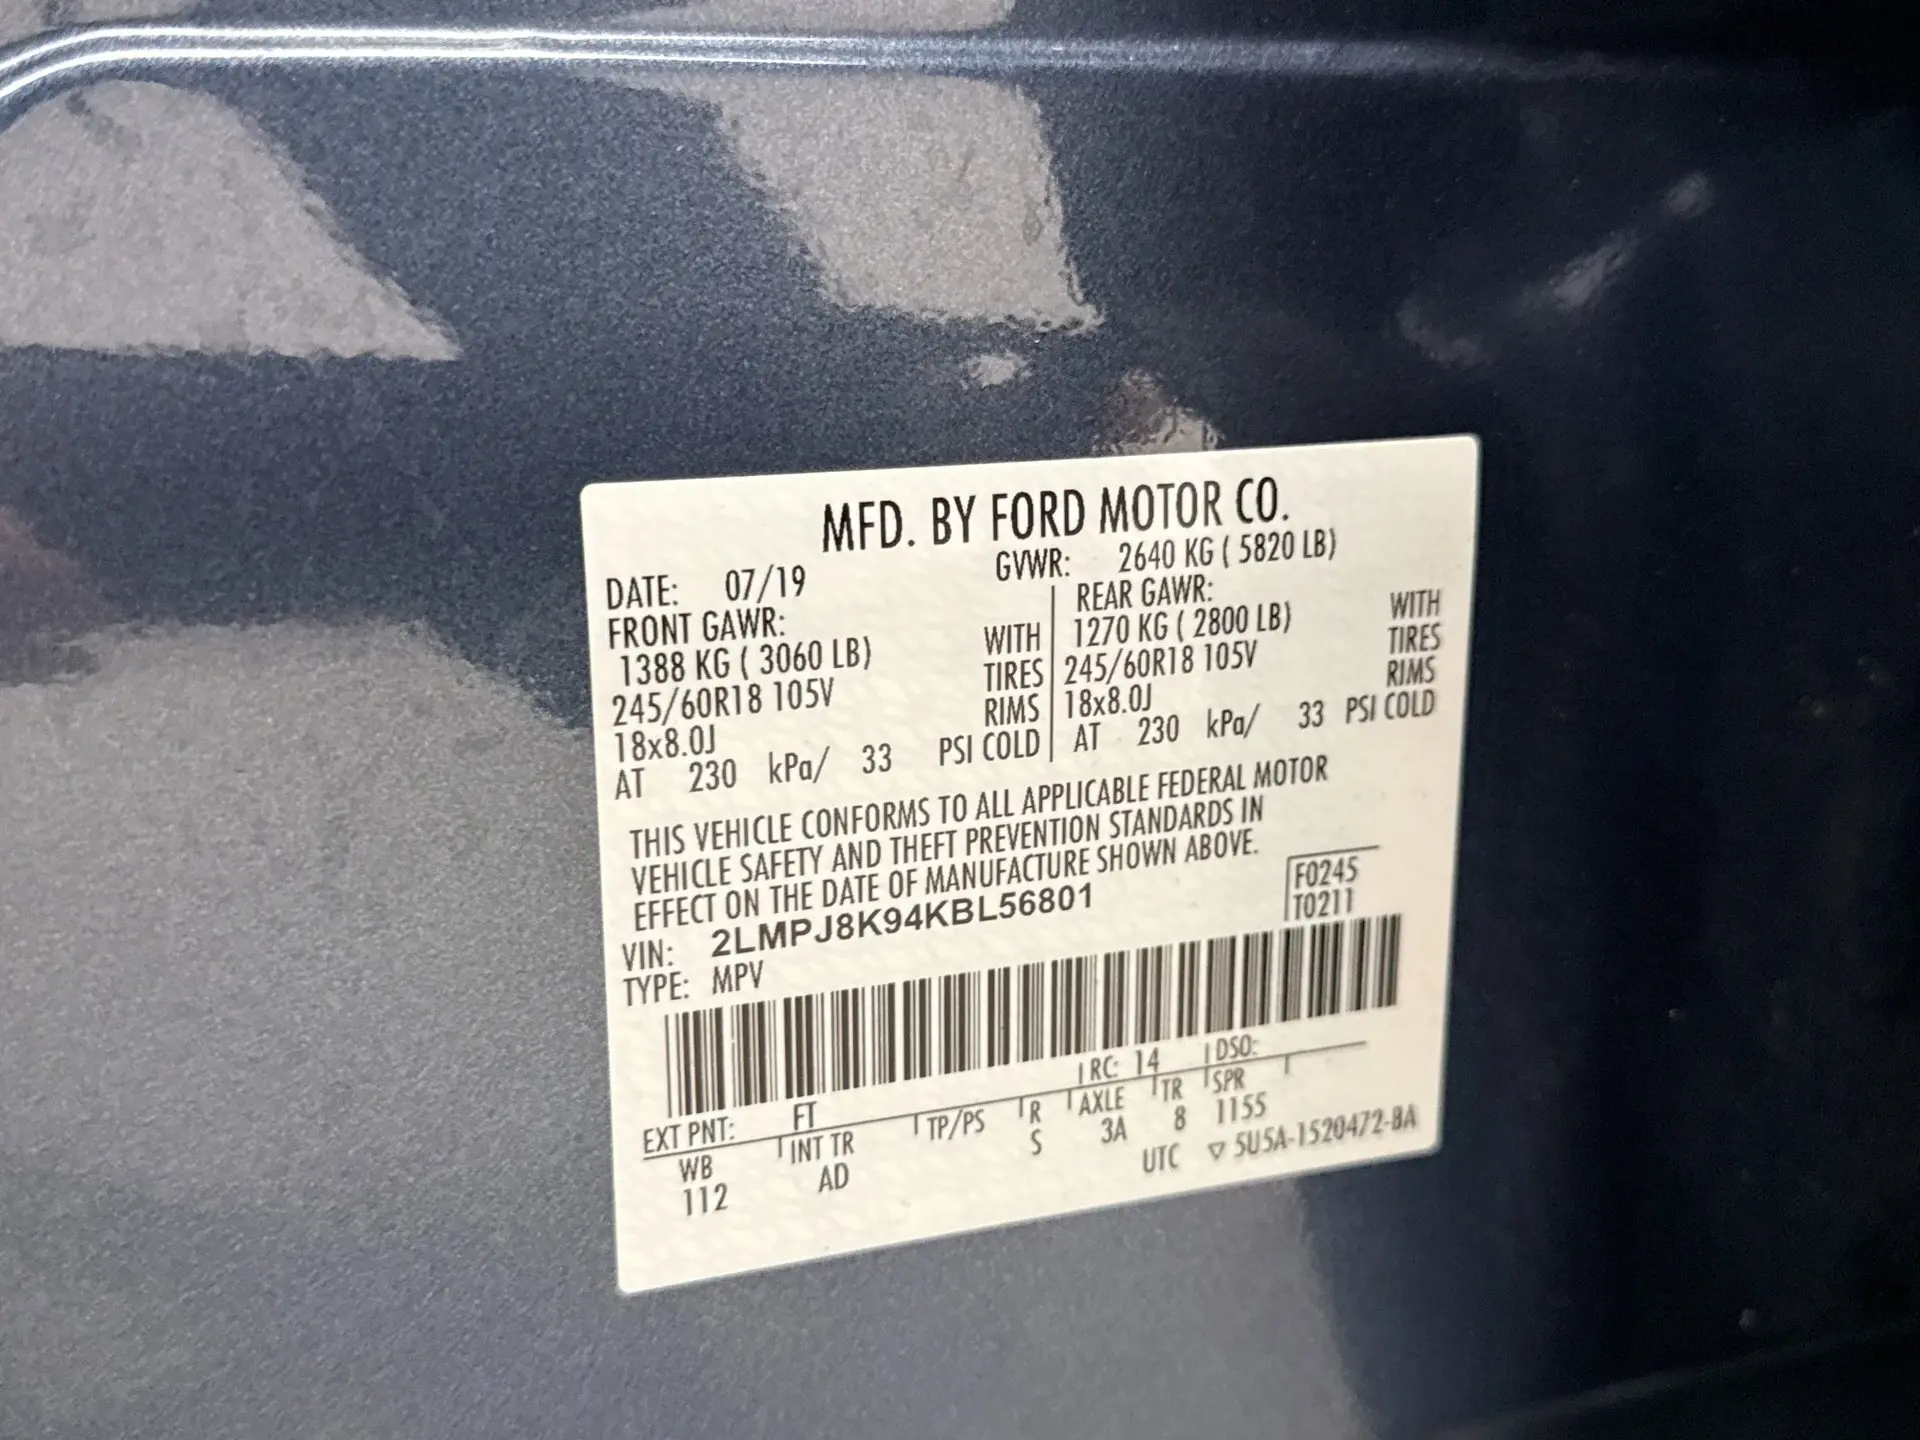 MFD. BY FORD MOTOR CO.
DATE: 07/19 GVWR: 2640 KG ( 5820 LB)
FRONT GAWR: REAR GAWR:
1388 KG ( 3060 LB) WITH 1270 KG ( 2800 LB) WITH
245/60R18 105V TIRES 245/60R18 105V TIRES
18x8.0J RIMS 18x8.0J RIMS
AT 230 kPa/ 33 PSI COLD AT 230 kPa/ 33 PSI COLD
THIS VEHICLE CONFORMS TO ALL APPLICABLE FEDERAL MOTOR
VEHICLE SAFETY AND THEFT PREVENTION STANDARDS IN
EFFECT ON THE DATE OF MANUFACTURE SHOWN ABOVE.
VIN: 2LMPJ8K94KBL56801 F0245
TYPE: MPV T0211
EXT PNT: FT RC: 14 DSO:
WB INT TR TP/PS R AXLE TR SPR
112 AD S 3A 8 1155
UTC ▽ 5U5A-1520472-BA